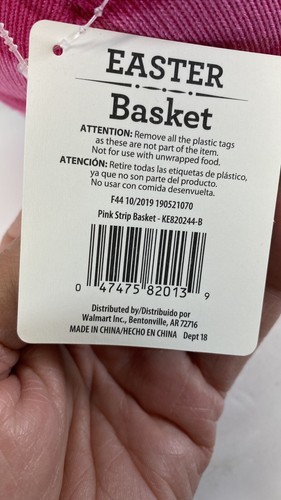 EASTER
Basket
ATTENTION: Remove all the plastic tags
as these are not part of the item.
Not for use with unwrapped food.
ATENCIÓN: Retire todas las etiquetas de plástico,
ya que no son parte del producto.
No usar con comida desenvuelta.
F44 10/2019 190521070
Pink Strip Basket - KE820244-B
0 47475 82013 9
Distributed by/Distribuido por
Walmart Inc., Bentonville, AR 72716
MADE IN CHINA/HECHO EN CHINA Dept 18